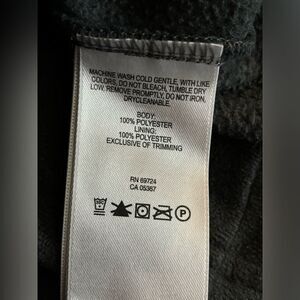 MACHINE WASH COLD GENTLE, WITH LIKE
COLORS, DO NOT BLEACH, TUMBLE DRY
LOW, REMOVE PROMPTLY, DO NOT IRON,
DRYCLEANABLE.
BODY:
100% POLYESTER
LINING:
100% POLYESTER
EXCLUSIVE OF TRIMMING
RN 69724
CA 05367
P